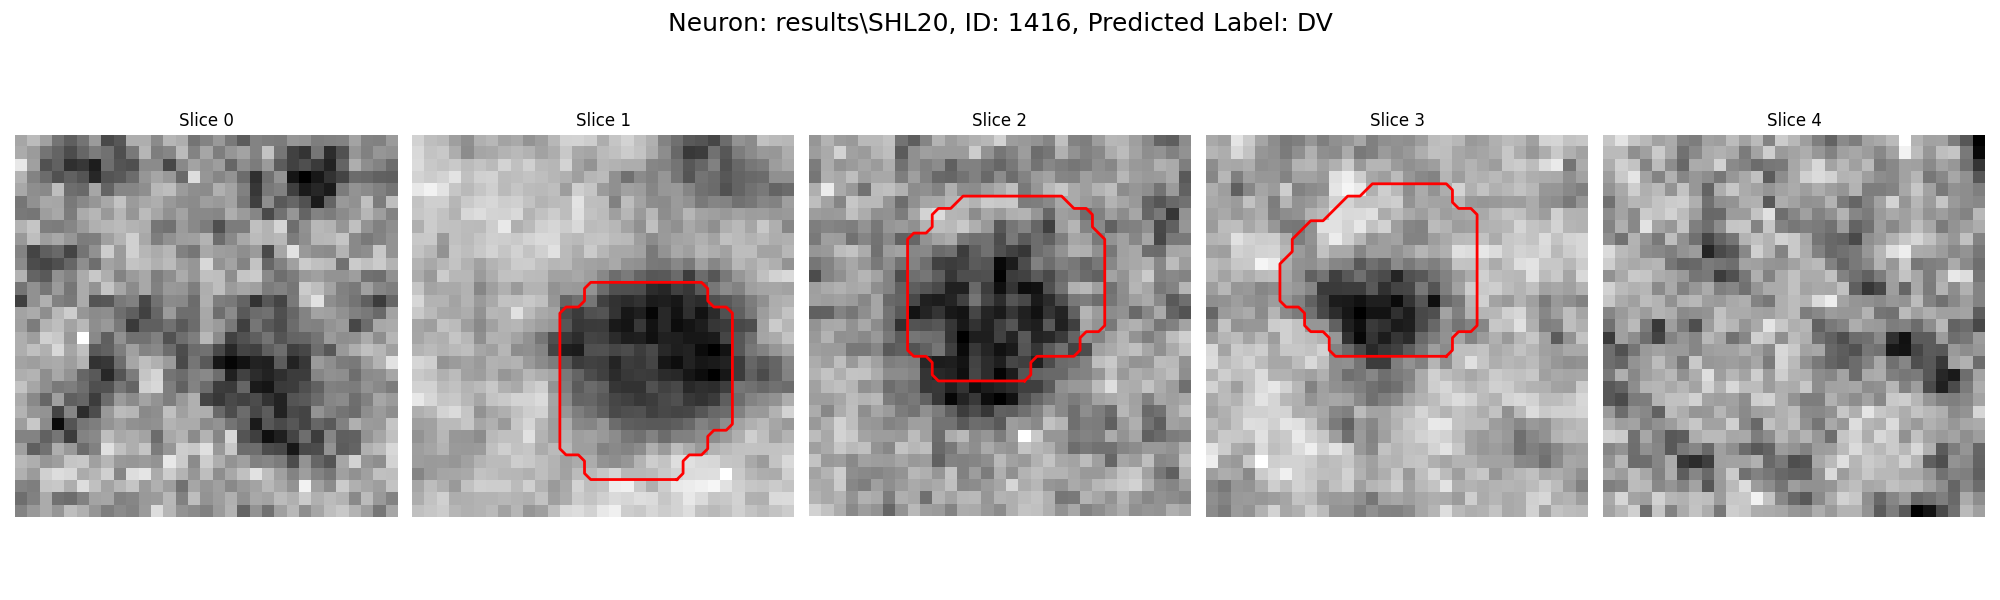 Neuron: results\SHL20, ID: 1416, Predicted Label: DV
Slice 0
Slice 1
Slice 2
Slice 3
Slice 4